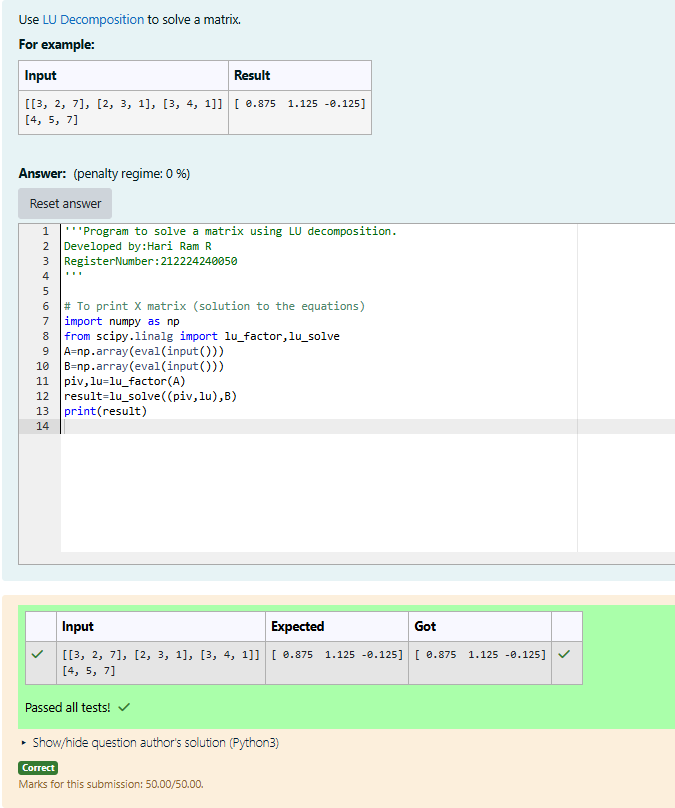 Use LU Decomposition to solve a matrix.
For example:
Input Result
[[3, 2, 7], [2, 3, 1], [3, 4, 1]] [ 0.875  1.125 -0.125]
[4, 5, 7]
Answer: (penalty regime: 0 %)
Reset answer
1 '''Program to solve a matrix using LU decomposition.
2 Developed by:Hari Ram R
3 RegisterNumber:212224240050
4 '''
5
6 # To print X matrix (solution to the equations)
7 import numpy as np
8 from scipy.linalg import lu_factor,lu_solve
9 A=np.array(eval(input()))
10 B=np.array(eval(input()))
11 piv,lu=lu_factor(A)
12 result=lu_solve((piv,lu),B)
13 print(result)
14
Input Expected Got
[[3, 2, 7], [2, 3, 1], [3, 4, 1]] [ 0.875  1.125 -0.125] [ 0.875  1.125 -0.125]
[4, 5, 7]
Passed all tests!
Show/hide question author's solution (Python3)
Correct
Marks for this submission: 50.00/50.00.